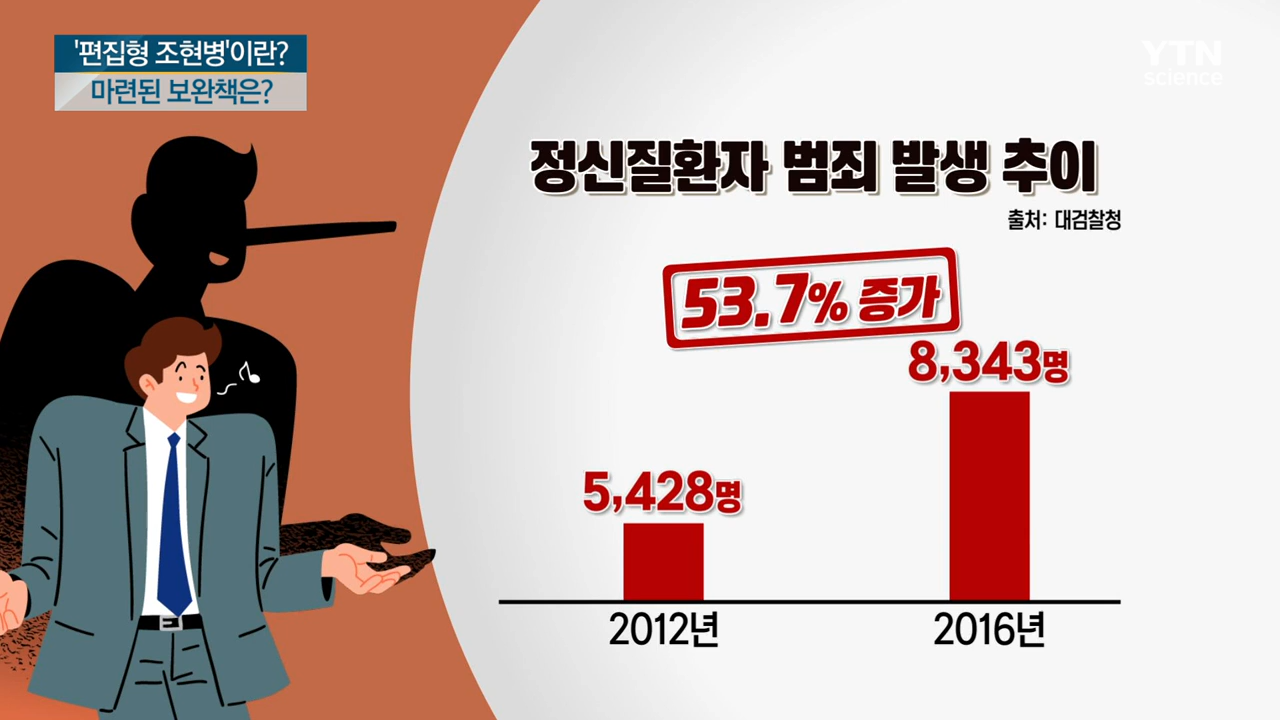 '편집형 조현병'이란?
마련된 보완책은?
YTN
science
정신질환자 범죄 발생 추이
출처: 대검찰청
53.7% 증가
8,343명
5,428명
2012년
2016년